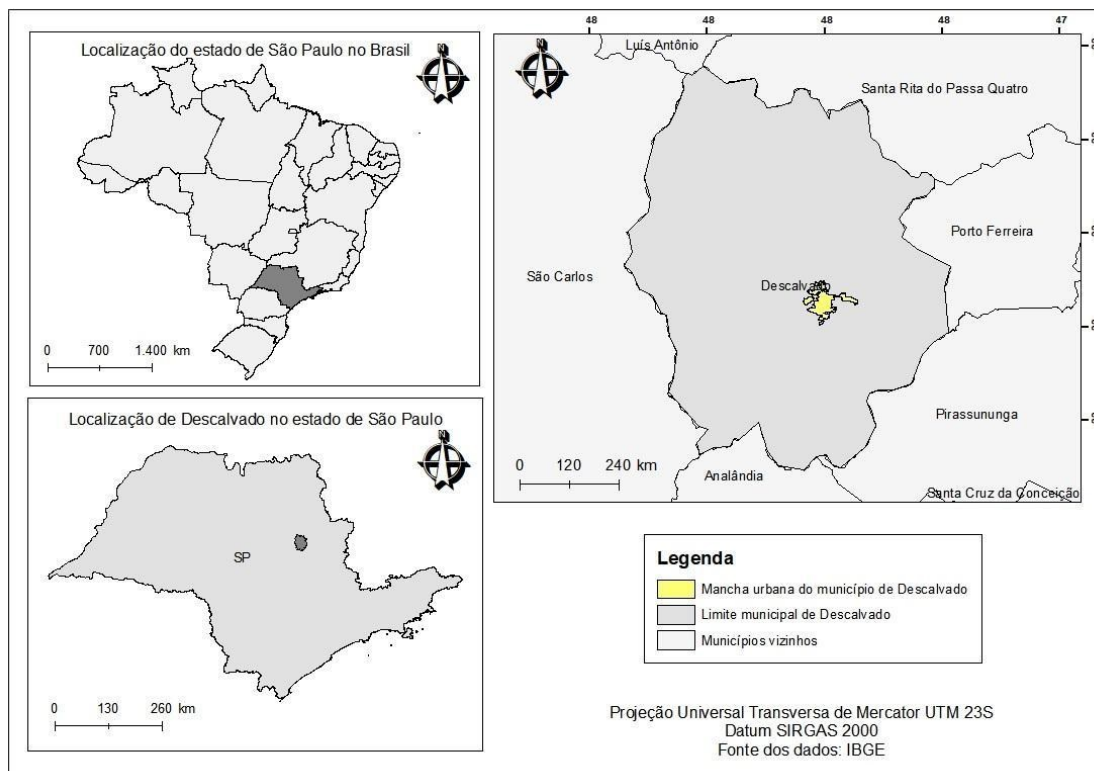 Localização do estado de São Paulo no Brasil
N
0 700 1.400 km
Localização de Descalvado no estado de São Paulo
N
SP
0 130 260 km
48 48 48 48 47
N
Luís Antônio
Santa Rita do Passa Quatro
Porto Ferreira
São Carlos
Descalvado
Pirassununga
Analândia
Santa Cruz da Conceição
0 120 240 km
Legenda
Mancha urbana do município de Descalvado
Limite municipal de Descalvado
Municípios vizinhos
Projeção Universal Transversa de Mercator UTM 23S
Datum SIRGAS 2000
Fonte dos dados: IBGE